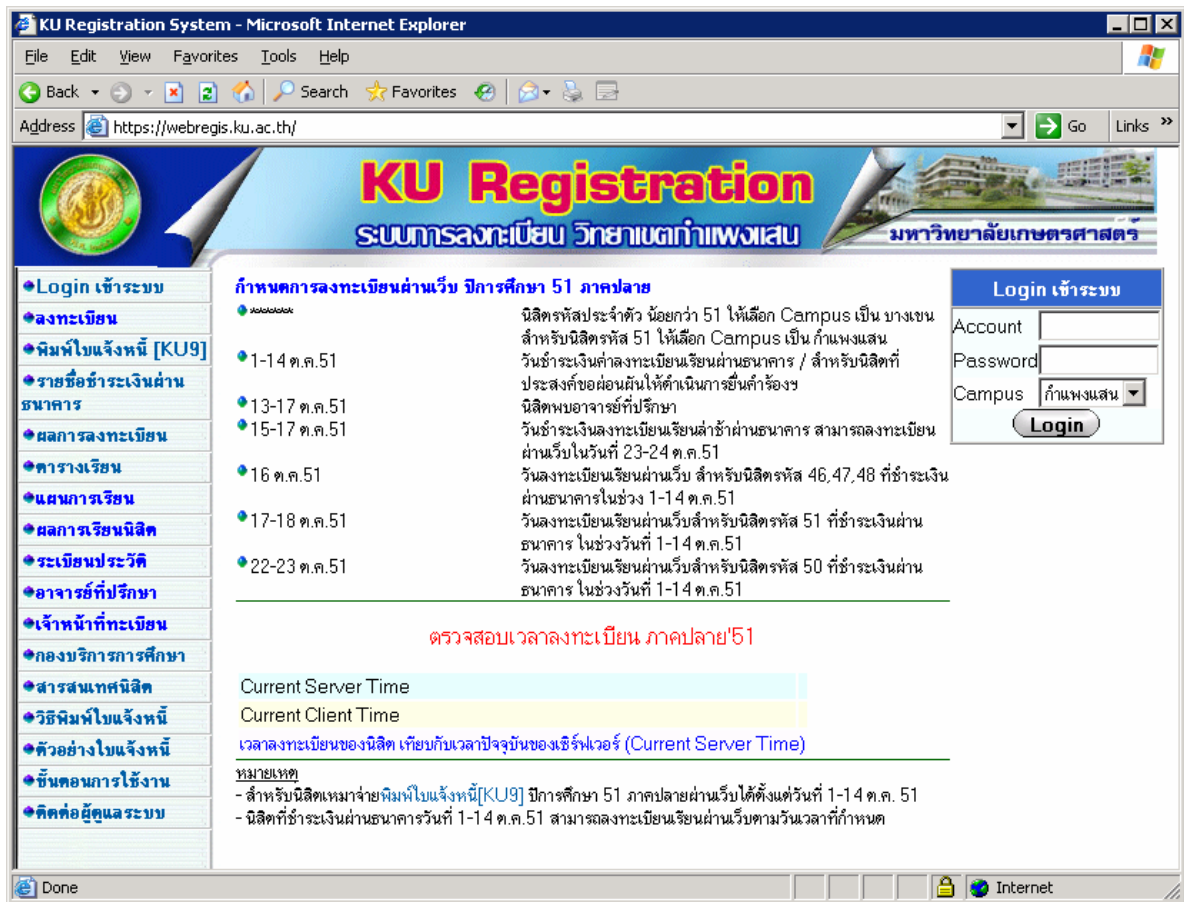 KU Registration System - Microsoft Internet Explorer
File Edit View Favorites Tools Help
Back Search Favorites
Address https://webregis.ku.ac.th/ Go Links »
KU Registration
ระบบการลงทะเบียน วิทยาเขตกำแพงแสน
มหาวิทยาลัยเกษตรศาสตร์
Login เข้าระบบ
ลงทะเบียน
พิมพ์ใบแจ้งหนี้ [KU9]
รายชื่อชำระเงินผ่าน
ธนาคาร
ผลการลงทะเบียน
ตารางเรียน
แผนการเรียน
ผลการเรียนนิสิต
ระเบียนประวัติ
อาจารย์ที่ปรึกษา
เจ้าหน้าที่ทะเบียน
กองบริการการศึกษา
สารสนเทศนิสิต
วิธีพิมพ์ใบแจ้งหนี้
ตัวอย่างใบแจ้งหนี้
ขั้นตอนการใช้งาน
ติดต่อผู้ดูแลระบบ
กำหนดการลงทะเบียนผ่านเว็บ ปีการศึกษา 51 ภาคปลาย
******* นิสิตรหัสประจำตัว น้อยกว่า 51 ให้เลือก Campus เป็น บางเขน
สำหรับนิสิตรหัส 51 ให้เลือก Campus เป็น กำแพงแสน
1-14 ต.ค.51 วันชำระเงินค่าลงทะเบียนเรียนผ่านธนาคาร / สำหรับนิสิตที่
ประสงค์ขอผ่อนผันให้ดำเนินการยื่นคำร้องฯ
13-17 ต.ค.51 นิสิตพบอาจารย์ที่ปรึกษา
15-17 ต.ค.51 วันชำระเงินลงทะเบียนเรียนล่าช้าผ่านธนาคาร สามารถลงทะเบียน
ผ่านเว็บในวันที่ 23-24 ต.ค.51
16 ต.ค.51 วันลงทะเบียนเรียนผ่านเว็บ สำหรับนิสิตรหัส 46,47,48 ที่ชำระเงิน
ผ่านธนาคารในช่วง 1-14 ต.ค.51
17-18 ต.ค.51 วันลงทะเบียนเรียนผ่านเว็บสำหรับนิสิตรหัส 51 ที่ชำระเงินผ่าน
ธนาคาร ในช่วงวันที่ 1-14 ต.ค.51
22-23 ต.ค.51 วันลงทะเบียนเรียนผ่านเว็บสำหรับนิสิตรหัส 50 ที่ชำระเงินผ่าน
ธนาคาร ในช่วงวันที่ 1-14 ต.ค.51
ตรวจสอบเวลาลงทะเบียน ภาคปลาย'51
Current Server Time
Current Client Time
เวลาลงทะเบียนของนิสิต เทียบกับเวลาปัจจุบันของเซิร์ฟเวอร์ (Current Server Time)
หมายเหตุ
- สำหรับนิสิตเหมาจ่ายพิมพ์ใบแจ้งหนี้[KU9] ปีการศึกษา 51 ภาคปลายผ่านเว็บได้ตั้งแต่วันที่ 1-14 ต.ค. 51
- นิสิตที่ชำระเงินผ่านธนาคารวันที่ 1-14 ต.ค.51 สามารถลงทะเบียนเรียนผ่านเว็บตามวันเวลาที่กำหนด
Login เข้าระบบ
Account
Password
Campus กำแพงแสน
Login
Done Internet